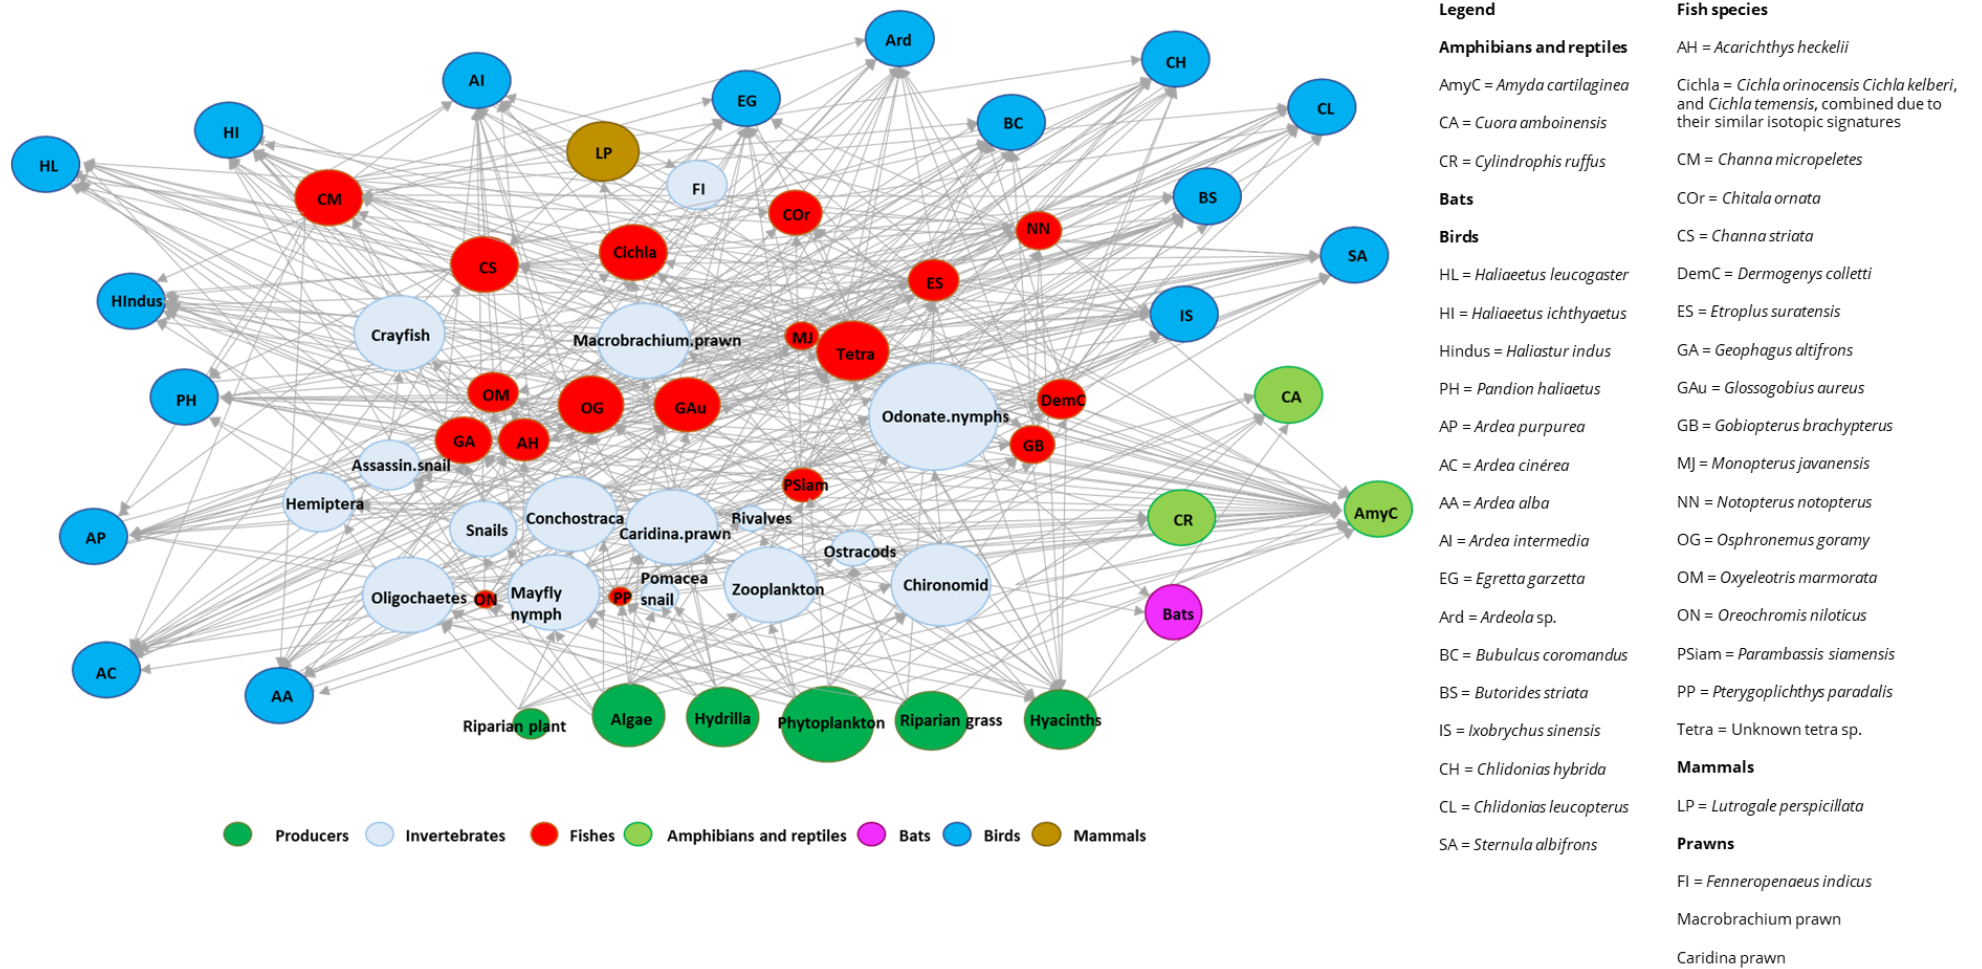 Ard
CH
AI
EG
CL
BC
HI
LP
HL
FI
CM
BS
COr
NN
Cichla
SA
CS
ES
HIndus
IS
Crayfish
Macrobrachium.prawn
MJ
Tetra
OM
PH
CA
DemC
OG
GAu
Odonate.nymphs
GA
AH
GB
Assassin.snail
PSiam
Hemiptera
AmyC
Conchostraca
Bivalves
CR
Snails
Caridina.prawn
AP
Ostracods
Pomacea
snail
Chironomid
Zooplankton
Oligochaetes
ON
Mayfly
nymph
PP
Bats
AC
AA
Riparian plant
Algae
Hydrilla
Phytoplankton
Riparian grass
Hyacinths
Producers
Invertebrates
Fishes
Amphibians and reptiles
Bats
Birds
Mammals
Legend
Amphibians and reptiles
AmyC = Amyda cartilaginea
CA = Cuora amboinensis
CR = Cylindrophis ruffus
Bats
Birds
HL = Haliaeetus leucogaster
HI = Haliaeetus ichthyaetus
Hindus = Haliastur indus
PH = Pandion haliaetus
AP = Ardea purpurea
AC = Ardea cinérea
AA = Ardea alba
AI = Ardea intermedia
EG = Egretta garzetta
Ard = Ardeola sp.
BC = Bubulcus coromandus
BS = Butorides striata
IS = Ixobrychus sinensis
CH = Chlidonias hybrida
CL = Chlidonias leucopterus
SA = Sternula albifrons
Fish species
AH = Acarichthys heckelii
Cichla = Cichla orinocensis Cichla kelberi,
and Cichla temensis, combined due to
their similar isotopic signatures
CM = Channa micropeletes
COr = Chitala ornata
CS = Channa striata
DemC = Dermogenys colletti
ES = Etroplus suratensis
GA = Geophagus altifrons
GAu = Glossogobius aureus
GB = Gobiopterus brachypterus
MJ = Monopterus javanensis
NN = Notopterus notopterus
OG = Osphronemus goramy
OM = Oxyeleotris marmorata
ON = Oreochromis niloticus
PSiam = Parambassis siamensis
PP = Pterygoplichthys paradalis
Tetra = Unknown tetra sp.
Mammals
LP = Lutrogale perspicillata
Prawns
FI = Fenneropenaeus indicus
Macrobrachium prawn
Caridina prawn